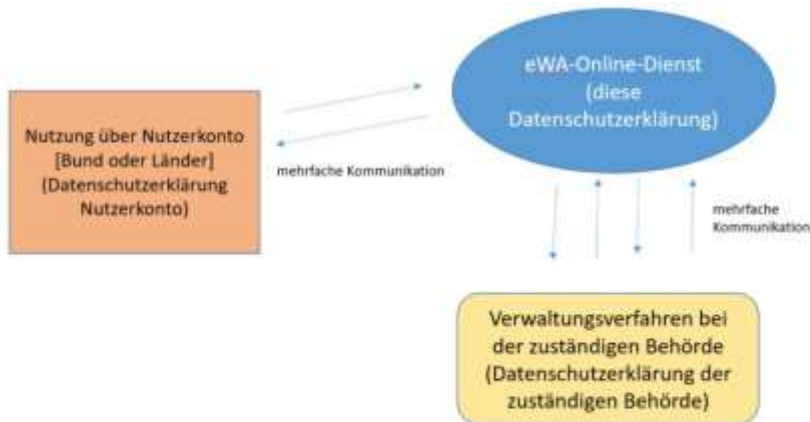 eWA-Online-Dienst
(diese
Datenschutzerklärung)
Nutzung über Nutzerkonto
[Bund oder Länder]
(Datenschutzerklärung
Nutzerkonto)
mehrfache Kommunikation
mehrfache
Kommunikation
Verwaltungsverfahren bei
der zuständigen Behörde
(Datenschutzerklärung der
zuständigen Behörde)